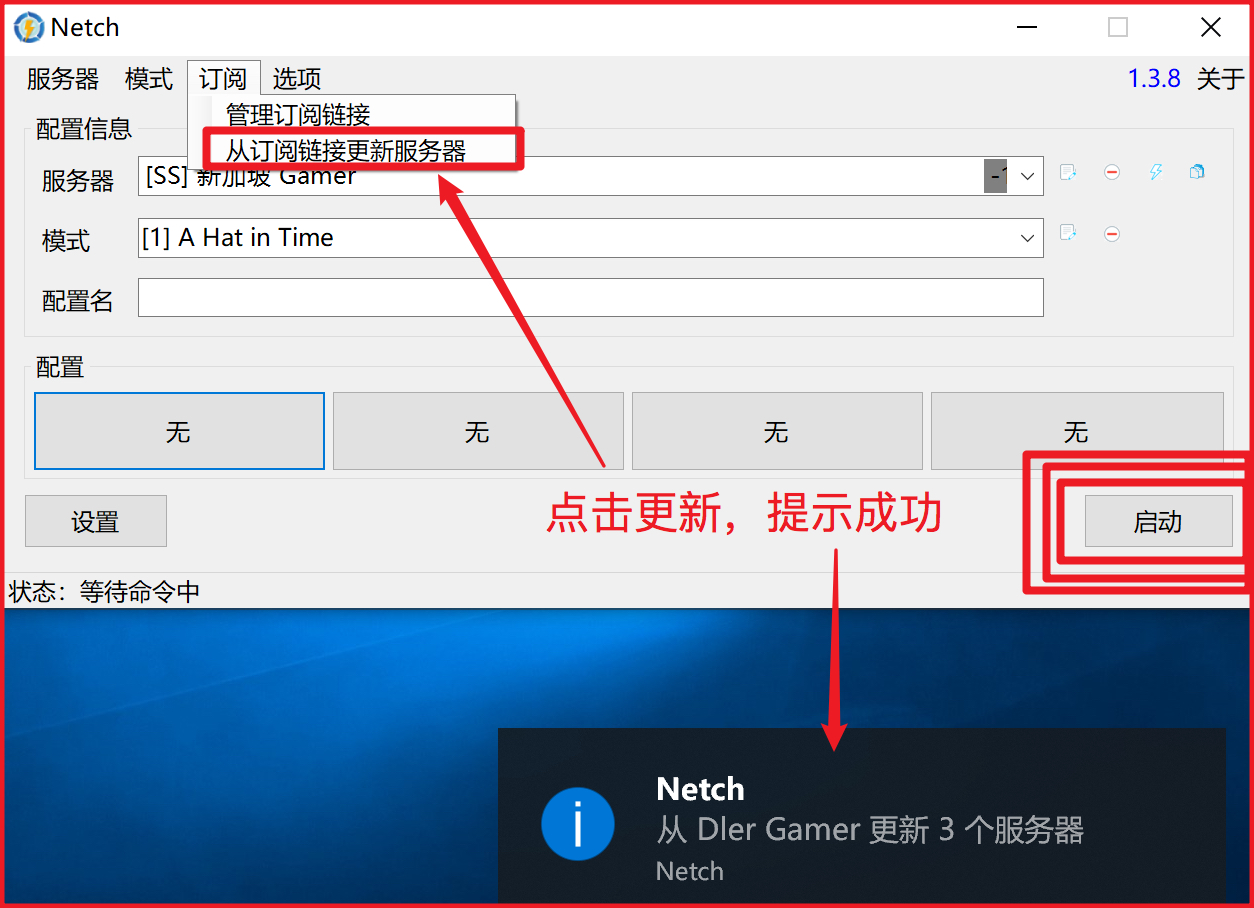 Netch
服务器 模式 订阅 选项 1.3.8 关于
管理订阅链接
从订阅链接更新服务器
配置信息
服务器 [SS] 新加坡 Gamer -1
模式 [1] A Hat in Time
配置名
配置
无 无 无 无
点击更新，提示成功
设置 启动
状态：等待命令中
Netch
从 Dler Gamer 更新 3 个服务器
Netch